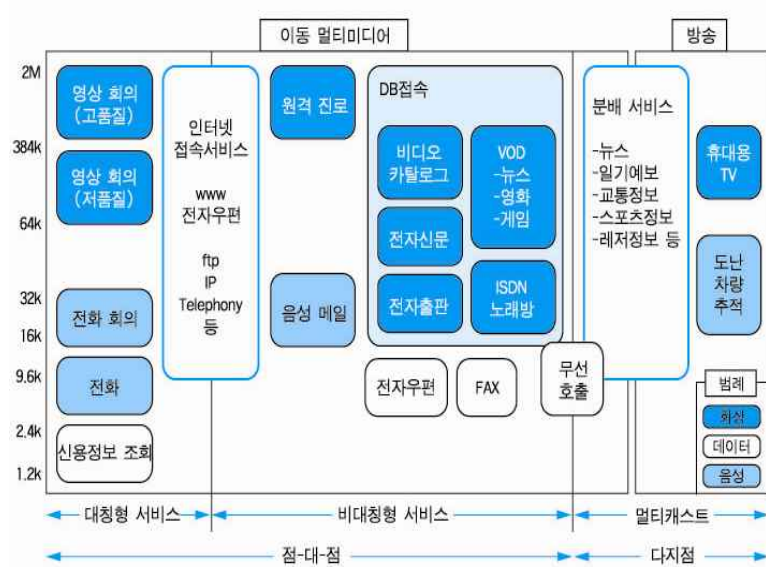 이동 멀티미디어
방송
2M
384k
64k
32k
16k
9.6k
2.4k
1.2k
영상 회의
(고품질)
영상 회의
(저품질)
전화 회의
전화
신용정보 조회
인터넷
접속서비스
www
전자우편
ftp
IP
Telephony
등
원격 진로
음성 메일
DB접속
비디오
카탈로그
전자신문
전자출판
VOD
-뉴스
-영화
-게임
ISDN
노래방
전자우편
FAX
무선
호출
분배 서비스
-뉴스
-일기예보
-교통정보
-스포츠정보
-레저정보 등
휴대용
TV
도난
차량
추적
범례
화상
데이터
음성
대칭형 서비스
비대칭형 서비스
멀티캐스트
점-대-점
다지점